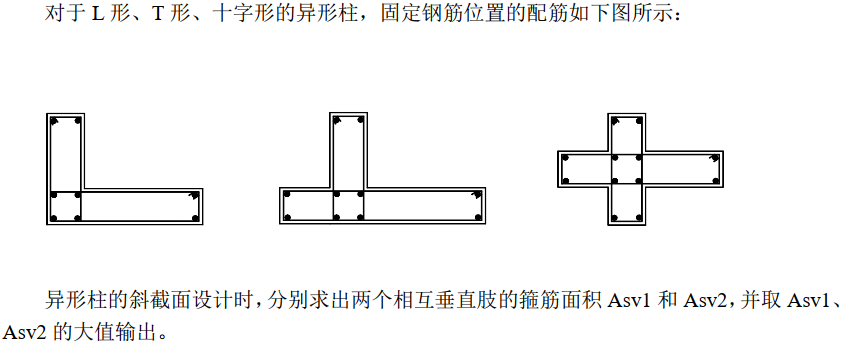 对于 L 形、T 形、十字形的异形柱，固定钢筋位置的配筋如下图所示：
异形柱的斜截面设计时，分别求出两个相互垂直肢的箍筋面积 Asv1 和 Asv2，并取 Asv1、
Asv2 的大值输出。